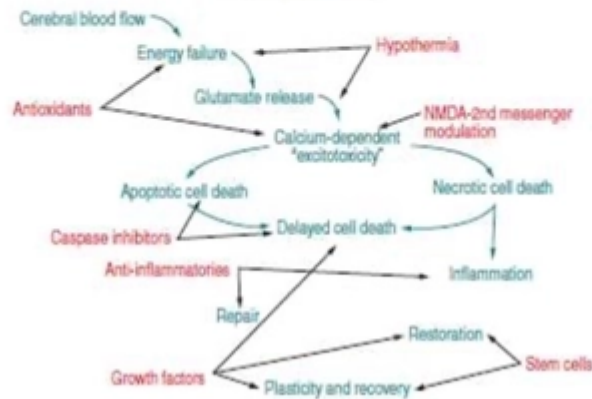 Cerebral blood flow
Energy failure
Hypothermia
Glutamate release
Antioxidants
NMDA-2nd messenger
modulation
Calcium-dependent
"excitotoxicity"
Apoptotic cell death
Necrotic cell death
Delayed cell death
Caspase inhibitors
Anti-inflammatories
Inflammation
Repair
Restoration
Stem cells
Growth factors
Plasticity and recovery